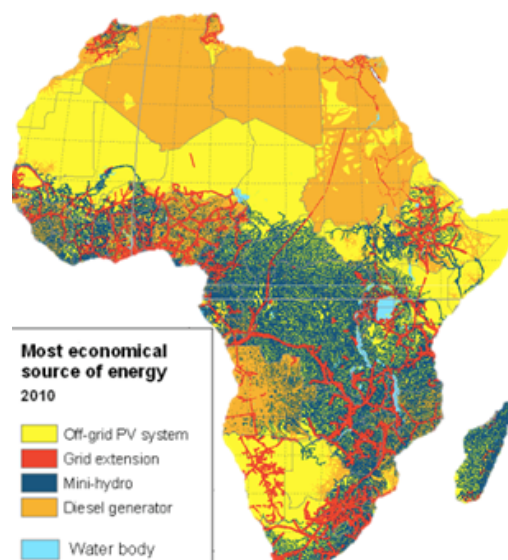 Most economical
source of energy
2010
Off-grid PV system
Grid extension
Mini-hydro
Diesel generator
Water body